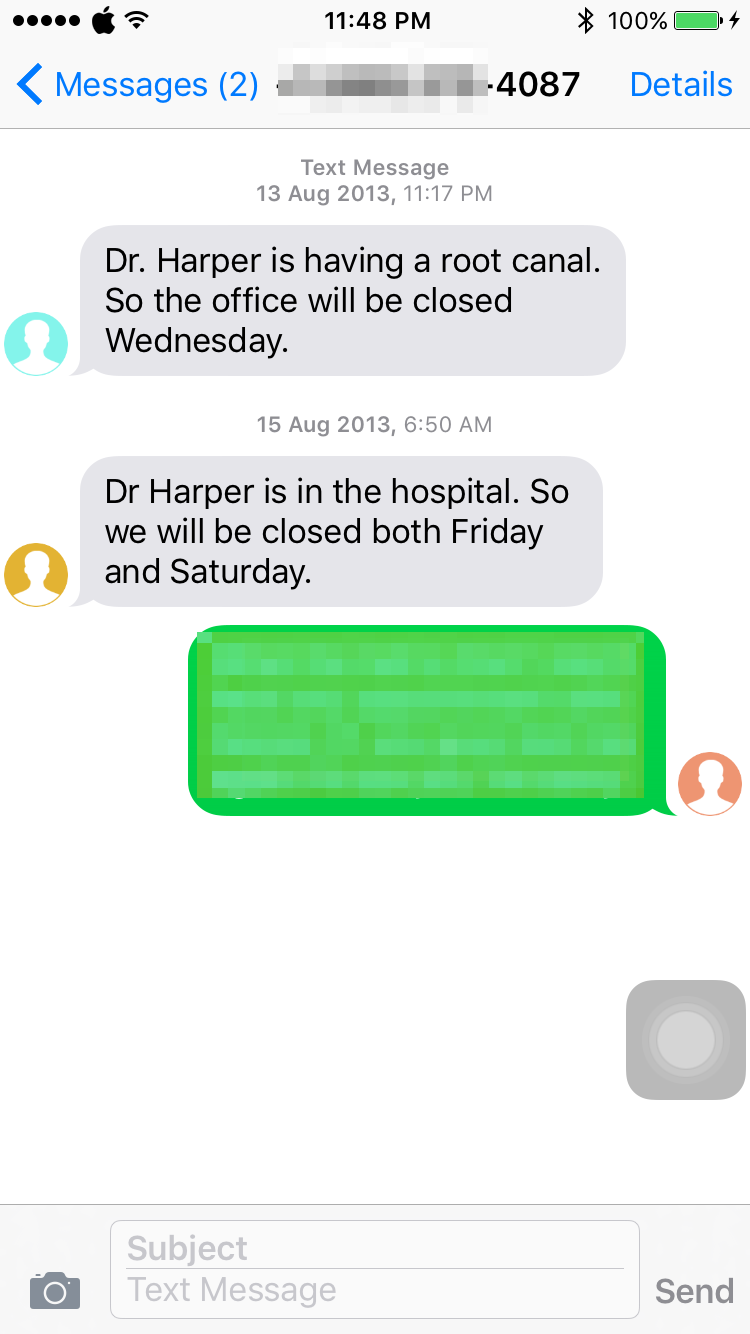 11:48 PM
100%
Messages (2)
-4087
Details
Text Message
13 Aug 2013, 11:17 PM
Dr. Harper is having a root canal.
So the office will be closed
Wednesday.
15 Aug 2013, 6:50 AM
Dr Harper is in the hospital. So
we will be closed both Friday
and Saturday.
Subject
Text Message
Send